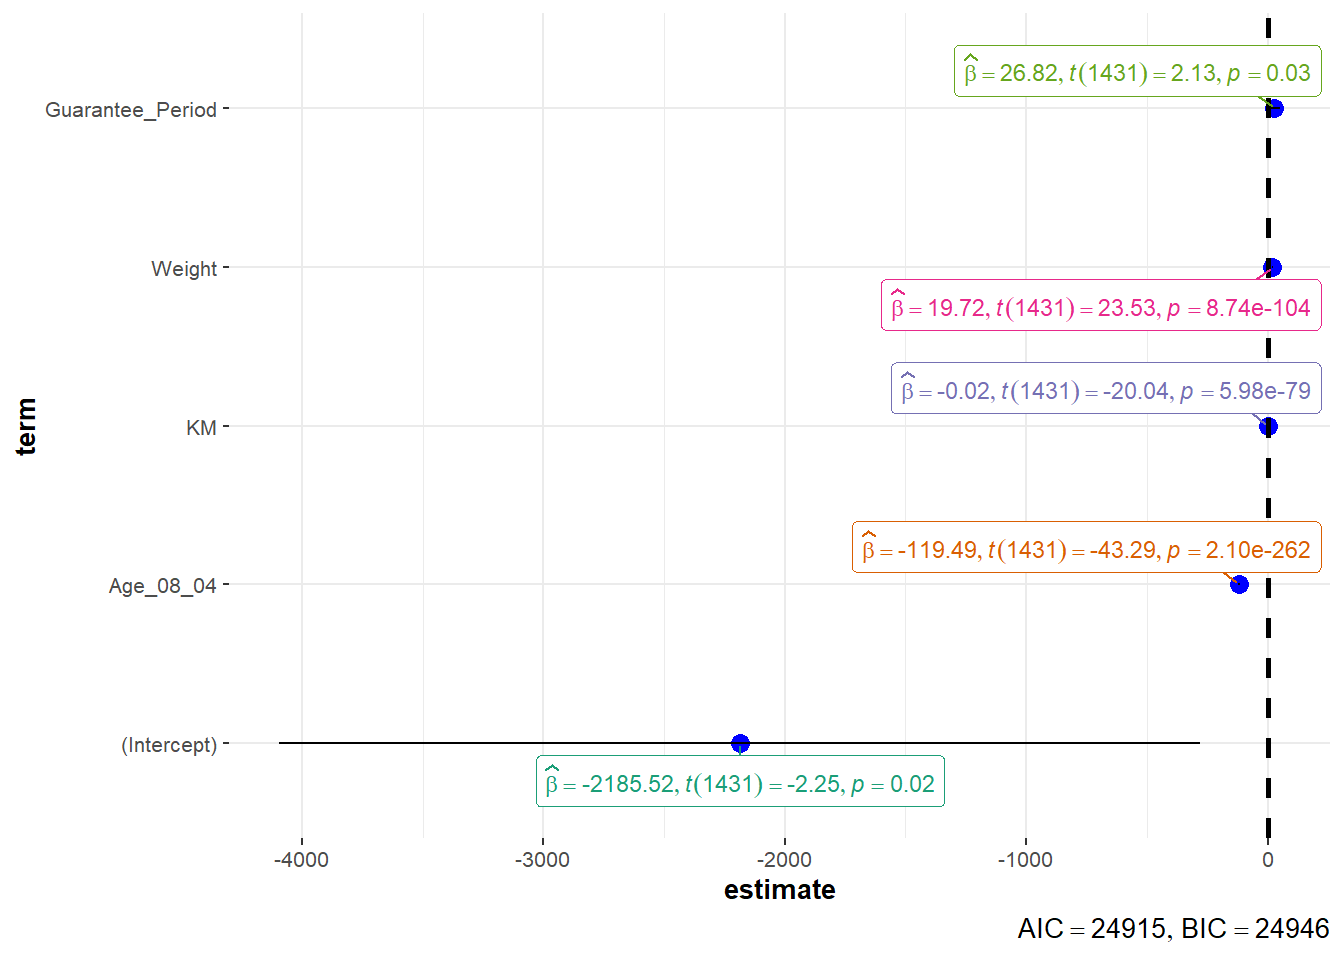 Guarantee_Period
β̂ = 26.82, t(1431) = 2.13, p = 0.03
Weight
β̂ = 19.72, t(1431) = 23.53, p = 8.74e-104
β̂ = -0.02, t(1431) = -20.04, p = 5.98e-79
KM
term
β̂ = -119.49, t(1431) = -43.29, p = 2.10e-262
Age_08_04
(Intercept)
β̂ = -2185.52, t(1431) = -2.25, p = 0.02
-4000 -3000 -2000 -1000 0
estimate
AIC = 24915, BIC = 24946